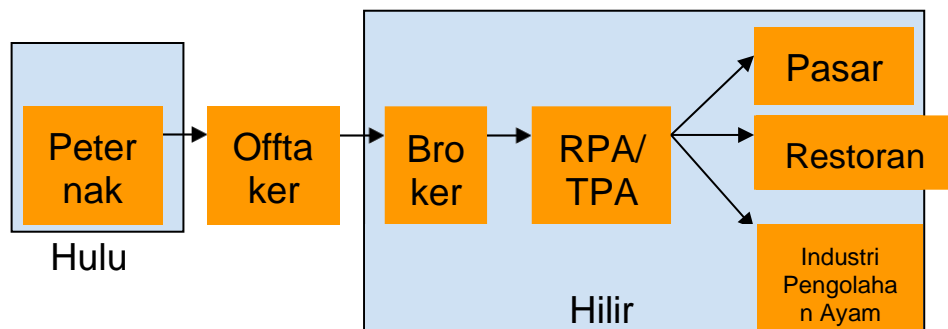 Peter
nak
Hulu
Offta
ker
Bro
ker
RPA/
TPA
Pasar
Restoran
Industri
Pengolaha
n Ayam
Hilir